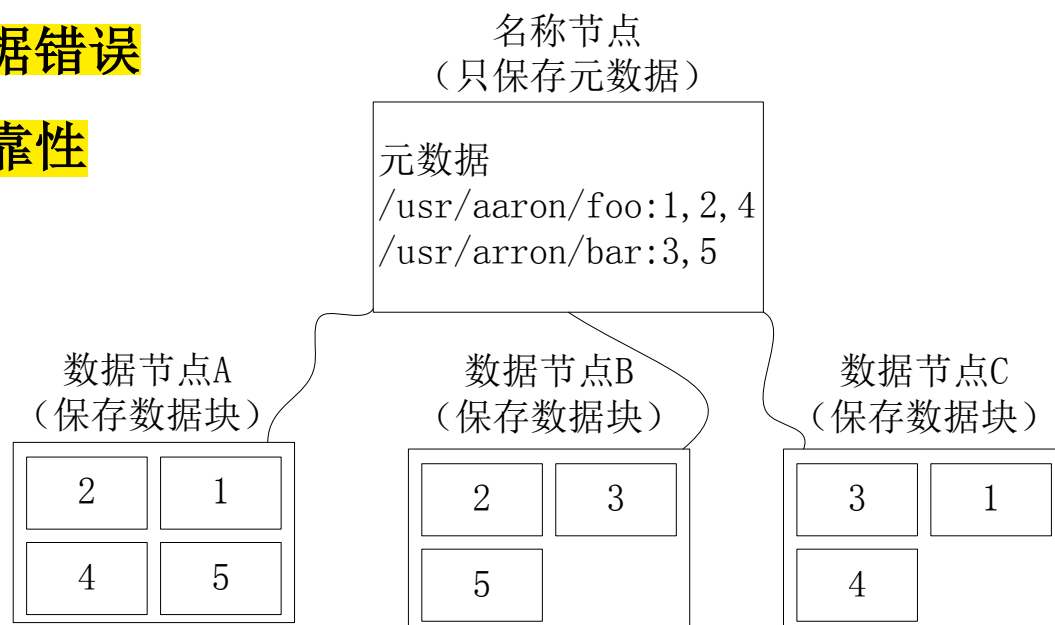 据错误
靠性
名称节点
（只保存元数据）
元数据
/usr/aaron/foo:1,2,4
/usr/arron/bar:3,5
数据节点A
（保存数据块）
2 1
4 5
数据节点B
（保存数据块）
2 3
5
数据节点C
（保存数据块）
3 1
4